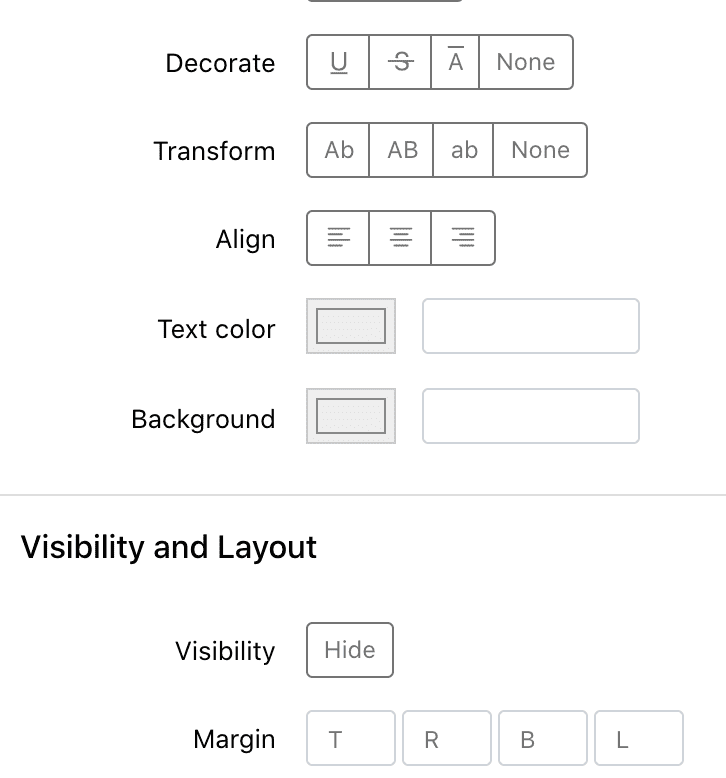 Decorate U S A None
Transform Ab AB ab None
Align
Text color
Background
Visibility and Layout
Visibility Hide
Margin T R B L